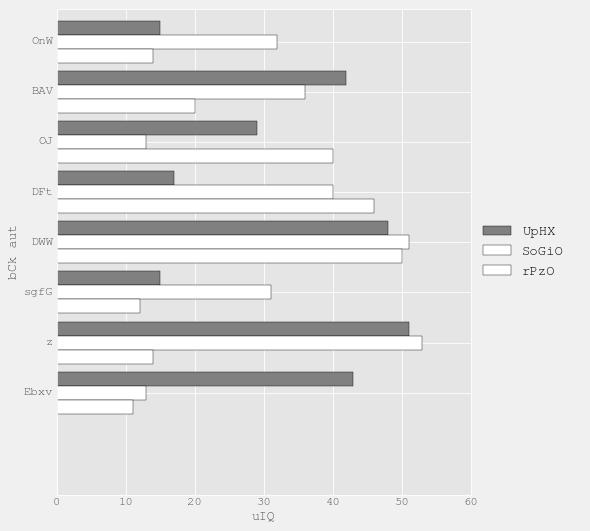 OnW
BAV
OJ
DFt
DWW
sgfG
z
Ebxv
bCk aut
0 10 20 30 40 50 60
uIQ
UpHX
SoGiO
rPzO